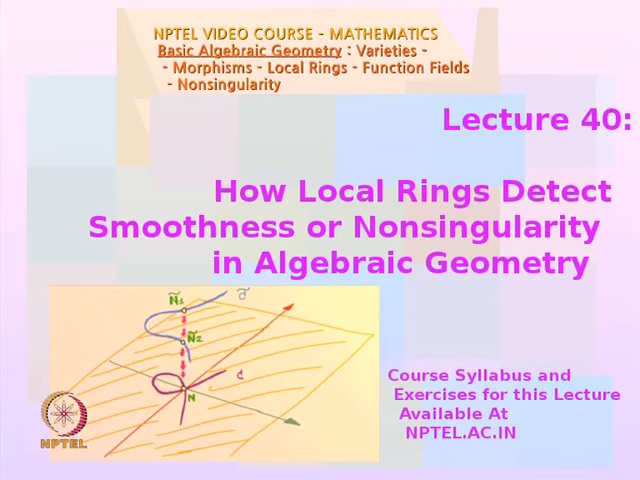 NPTEL VIDEO COURSE - MATHEMATICS
Basic Algebraic Geometry : Varieties -
- Morphisms - Local Rings - Function Fields
- Nonsingularity
Lecture 40:
How Local Rings Detect
Smoothness or Nonsingularity
in Algebraic Geometry
Ñ1
Ñ2
N
Course Syllabus and
Exercises for this Lecture
Available At
NPTEL.AC.IN
NPTEL